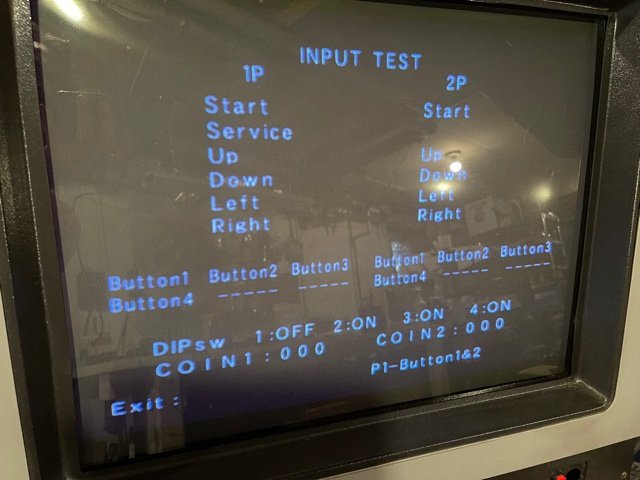 INPUT TEST
1P 2P
Start Start
Service
Up Up
Down Down
Left Left
Right Right
Button1 Button2 Button3 Button1 Button2 Button3
Button4 ----- ----- Button4 ----- -----
DIPsw 1:OFF 2:ON 3:ON 4:ON
COIN1:000 COIN2:000
Exit: P1-Button1&2